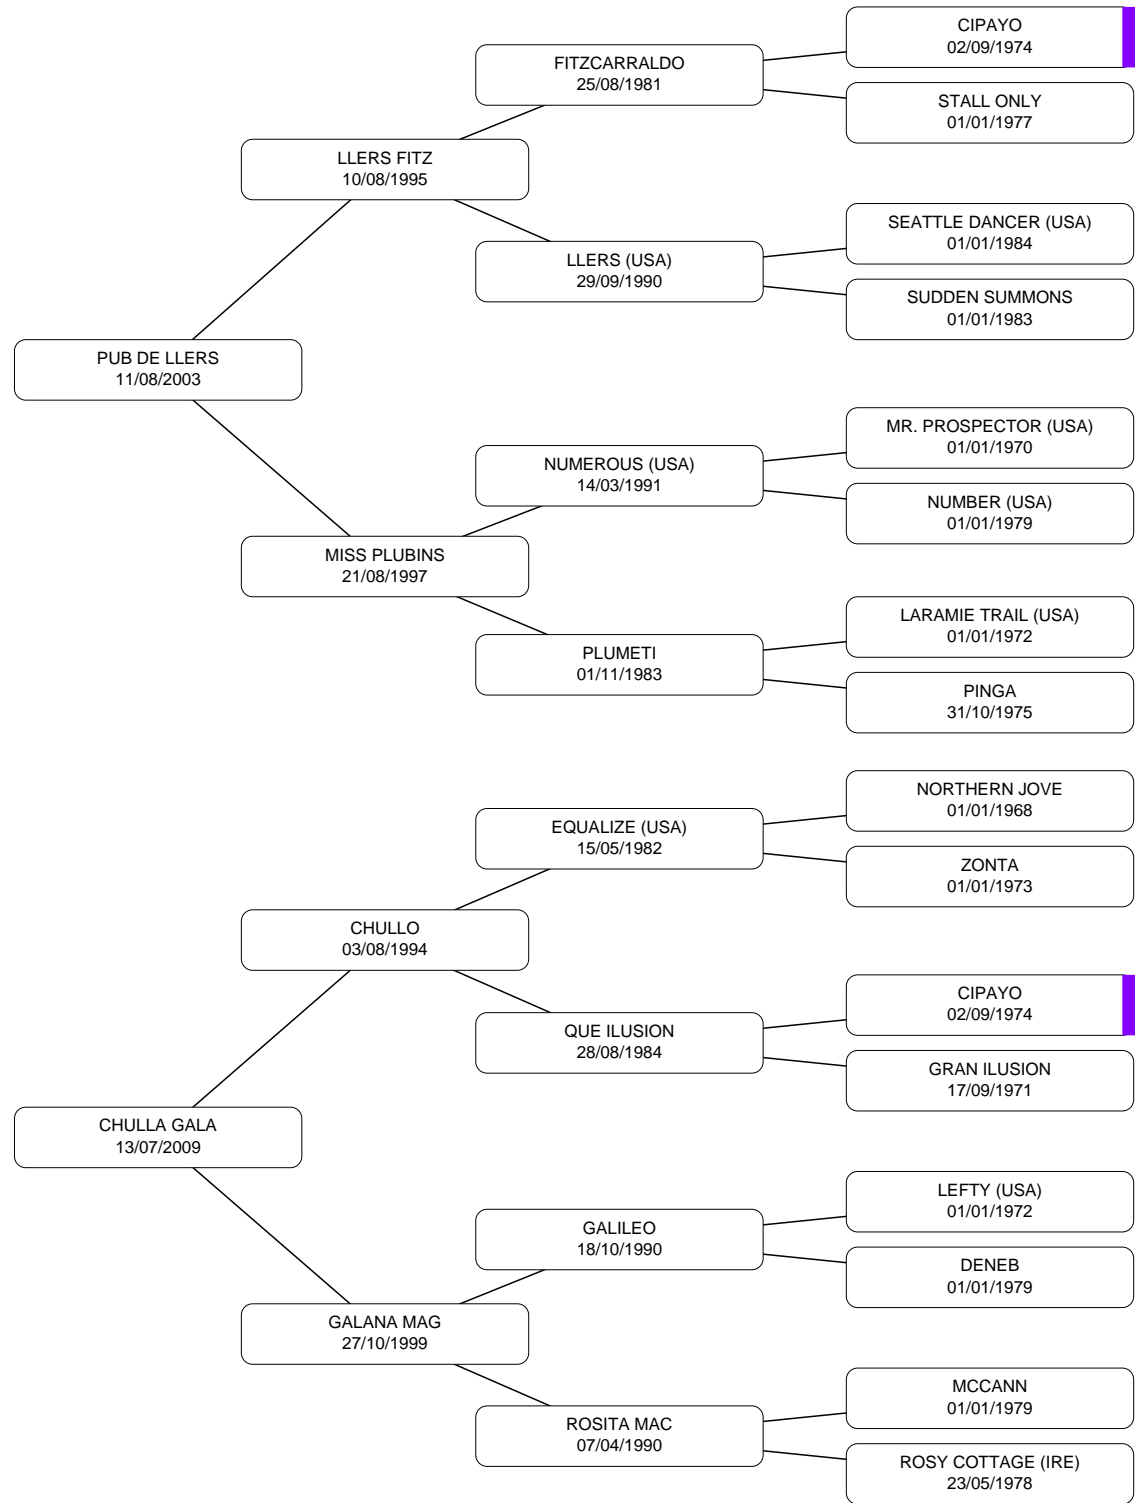 CIPAYO
02/09/1974
FITZCARRALDO
25/08/1981
STALL ONLY
01/01/1977
LLERS FITZ
10/08/1995
SEATTLE DANCER (USA)
01/01/1984
LLERS (USA)
29/09/1990
SUDDEN SUMMONS
01/01/1983
PUB DE LLERS
11/08/2003
MR. PROSPECTOR (USA)
01/01/1970
NUMEROUS (USA)
14/03/1991
NUMBER (USA)
01/01/1979
MISS PLUBINS
21/08/1997
LARAMIE TRAIL (USA)
01/01/1972
PLUMETI
01/11/1983
PINGA
31/10/1975
NORTHERN JOVE
01/01/1968
EQUALIZE (USA)
15/05/1982
ZONTA
01/01/1973
CHULLO
03/08/1994
CIPAYO
02/09/1974
QUE ILUSION
28/08/1984
GRAN ILUSION
17/09/1971
CHULLA GALA
13/07/2009
LEFTY (USA)
01/01/1972
GALILEO
18/10/1990
DENEB
01/01/1979
GALANA MAG
27/10/1999
MCCANN
01/01/1979
ROSITA MAC
07/04/1990
ROSY COTTAGE (IRE)
23/05/1978